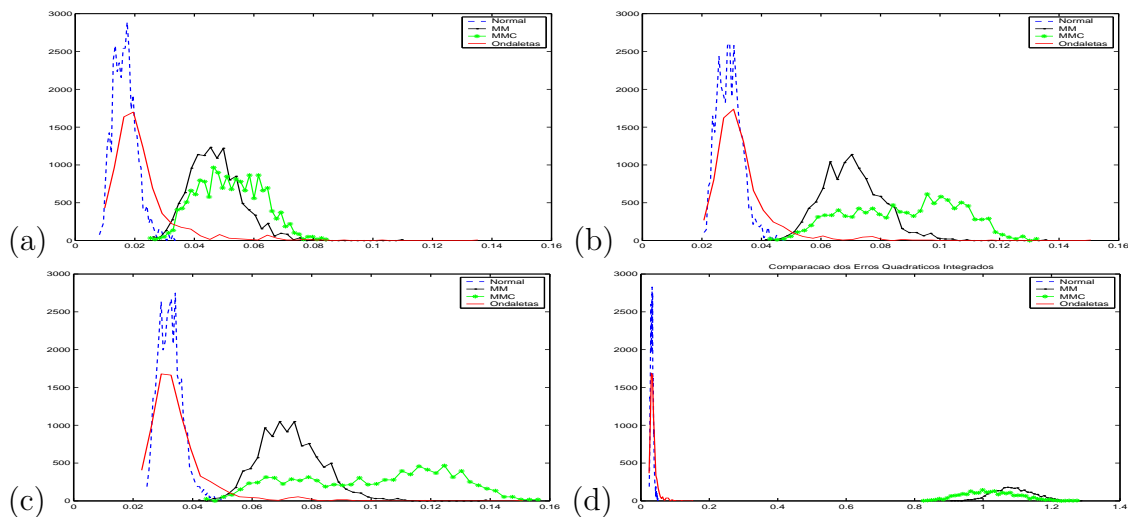 3000
2500
2000
1500
1000
500
0
0 0.02 0.04 0.06 0.08 0.1 0.12 0.14 0.16
Normal
MM
MMC
Ondaletas
(a)
3000
2500
2000
1500
1000
500
0
0 0.02 0.04 0.06 0.08 0.1 0.12 0.14 0.16
Normal
MM
MMC
Ondaletas
(b)
3000
2500
2000
1500
1000
500
0
0 0.02 0.04 0.06 0.08 0.1 0.12 0.14 0.16
Normal
MM
MMC
Ondaletas
(c)
Comparacao dos Erros Quadraticos Integrados
3000
2500
2000
1500
1000
500
0
0 0.2 0.4 0.6 0.8 1 1.2 1.4
Normal
MM
MMC
Ondaletas
(d)